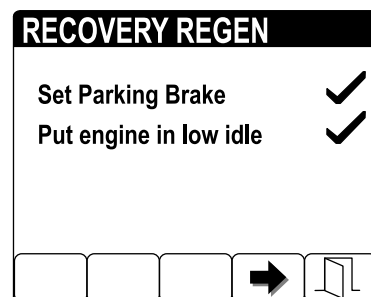 RECOVERY REGEN
Set Parking Brake
Put engine in low idle